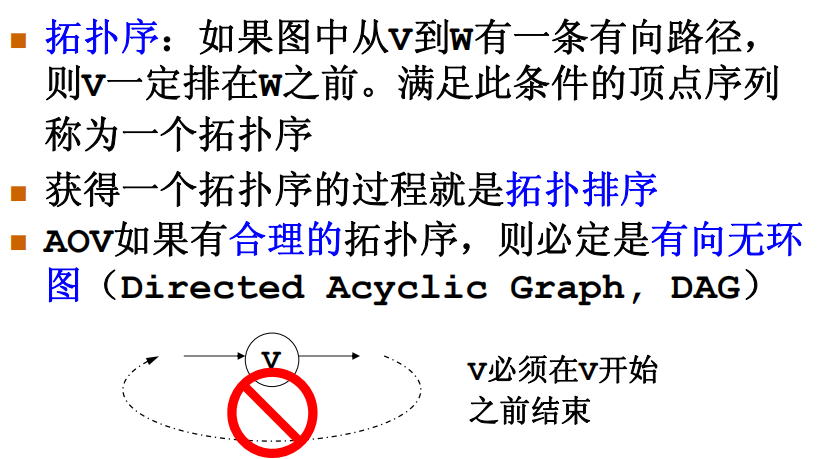 拓扑序：如果图中从V到W有一条有向路径，
则V一定排在W之前。满足此条件的顶点序列
称为一个拓扑序
获得一个拓扑序的过程就是拓扑排序
AOV如果有合理的拓扑序，则必定是有向无环
图（Directed Acyclic Graph, DAG）
v
v必须在v开始
之前结束